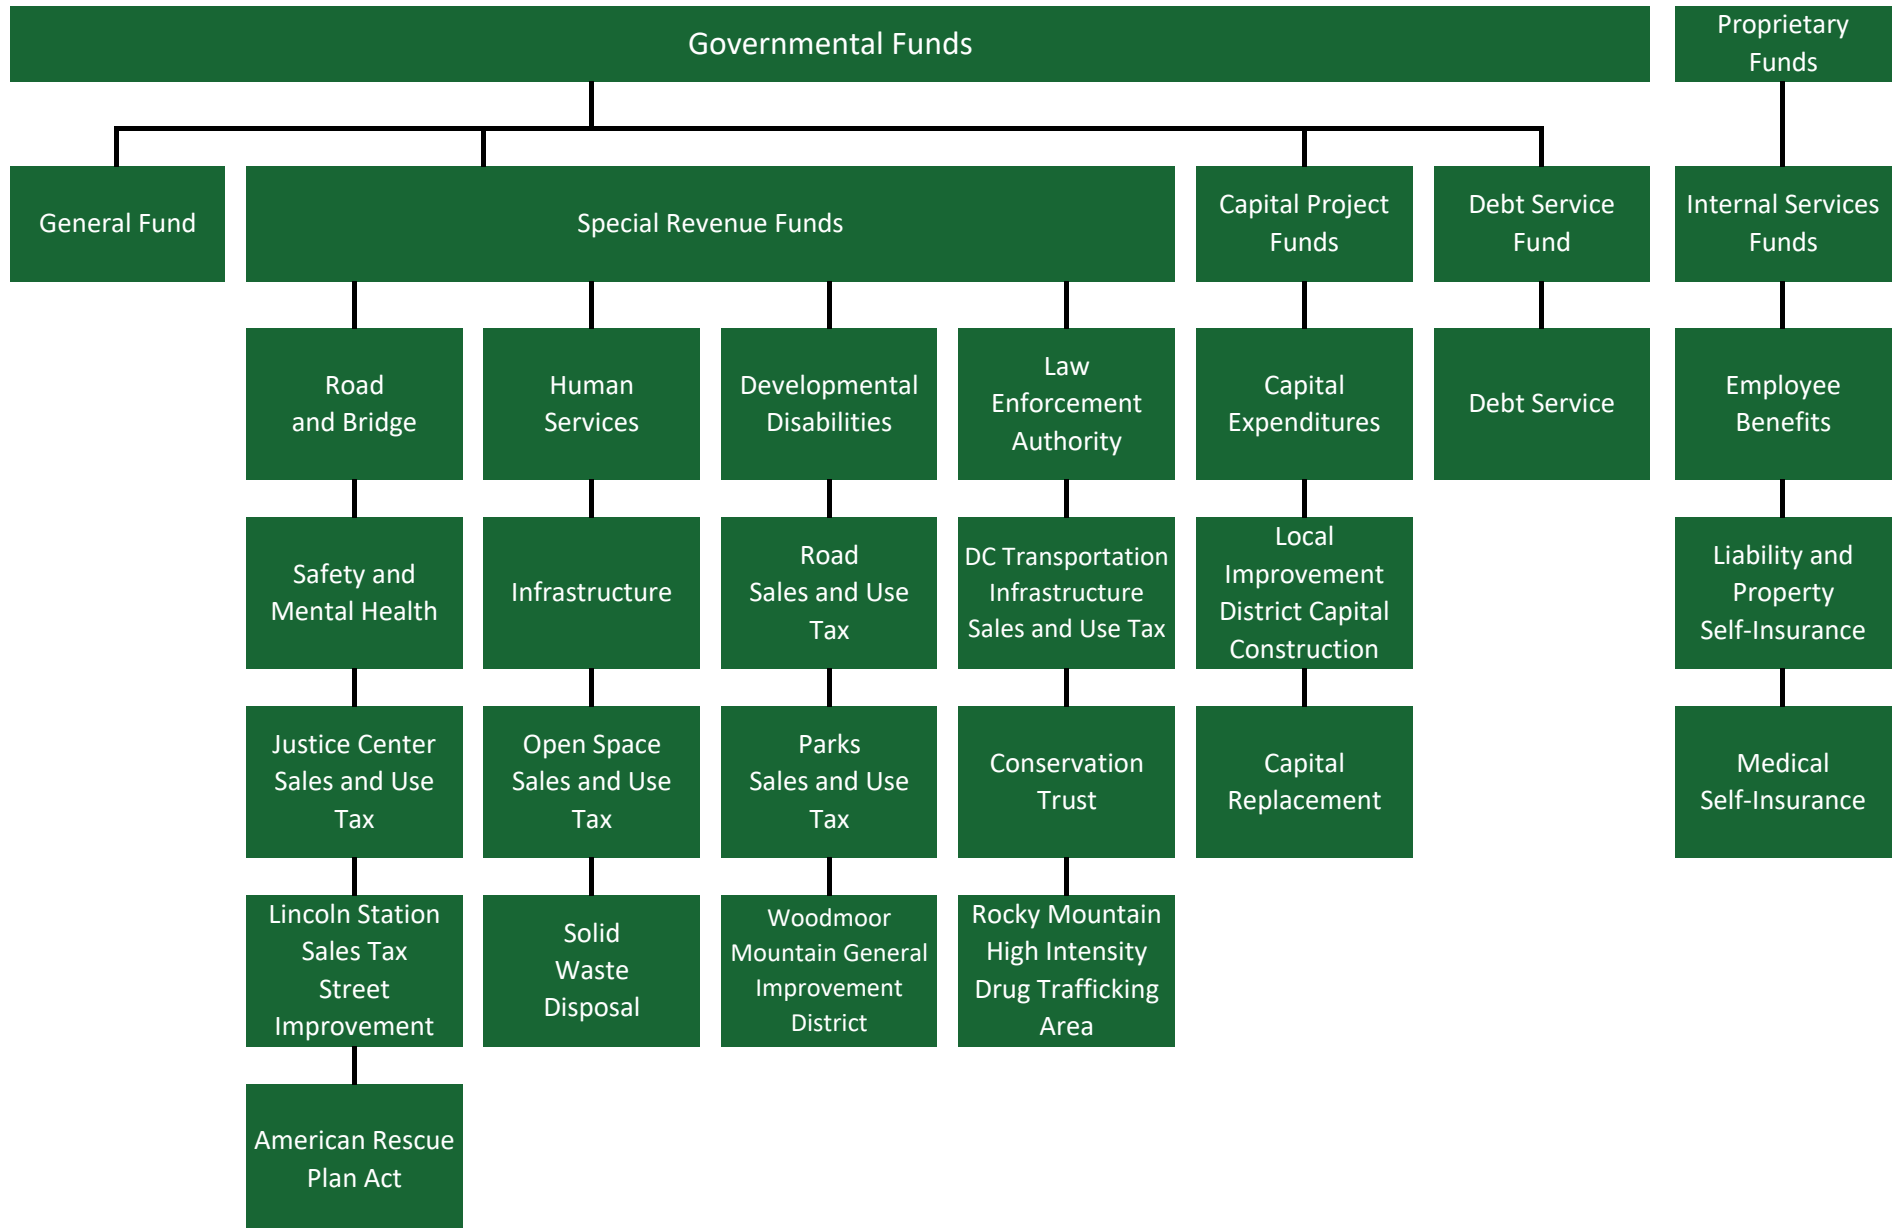 Governmental Funds
Proprietary
Funds
General Fund
Special Revenue Funds
Capital Project
Funds
Debt Service
Fund
Internal Services
Funds
Road
and Bridge
Human
Services
Developmental
Disabilities
Law
Enforcement
Authority
Capital
Expenditures
Debt Service
Employee
Benefits
Safety and
Mental Health
Infrastructure
Road
Sales and Use
Tax
DC Transportation
Infrastructure
Sales and Use Tax
Local
Improvement
District Capital
Construction
Liability and
Property
Self-Insurance
Justice Center
Sales and Use
Tax
Open Space
Sales and Use
Tax
Parks
Sales and Use
Tax
Conservation
Trust
Capital
Replacement
Medical
Self-Insurance
Lincoln Station
Sales Tax
Street
Improvement
Solid
Waste
Disposal
Woodmoor
Mountain General
Improvement
District
Rocky Mountain
High Intensity
Drug Trafficking
Area
American Rescue
Plan Act